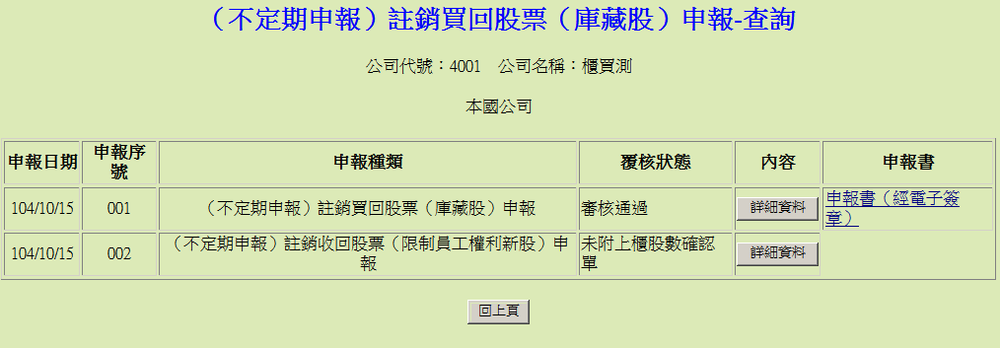 （不定期申報）註銷買回股票（庫藏股）申報-查詢
公司代號：4001　公司名稱：櫃買測
本國公司
申報日期 申報序號 申報種類 覆核狀態 內容 申報書
104/10/15 001 （不定期申報）註銷買回股票（庫藏股）申報 審核通過 詳細資料 申報書（經電子簽章）
104/10/15 002 （不定期申報）註銷收回股票（限制員工權利新股）申報 未附上櫃股數確認單 詳細資料
回上頁